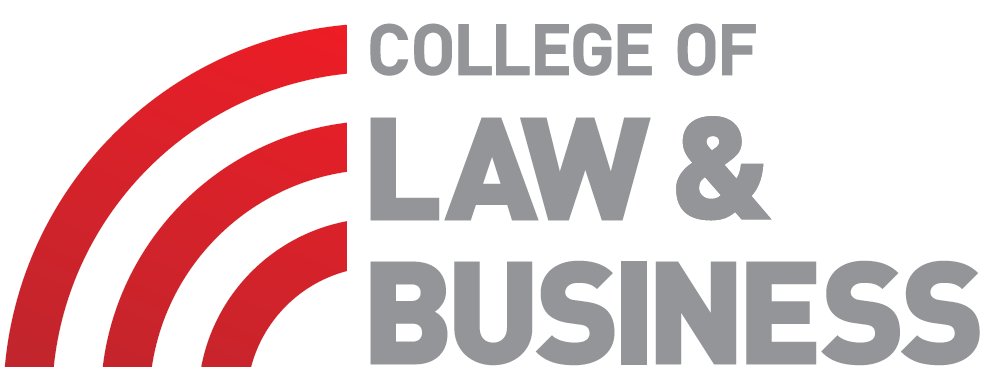 COLLEGE OF
LAW &
BUSINESS